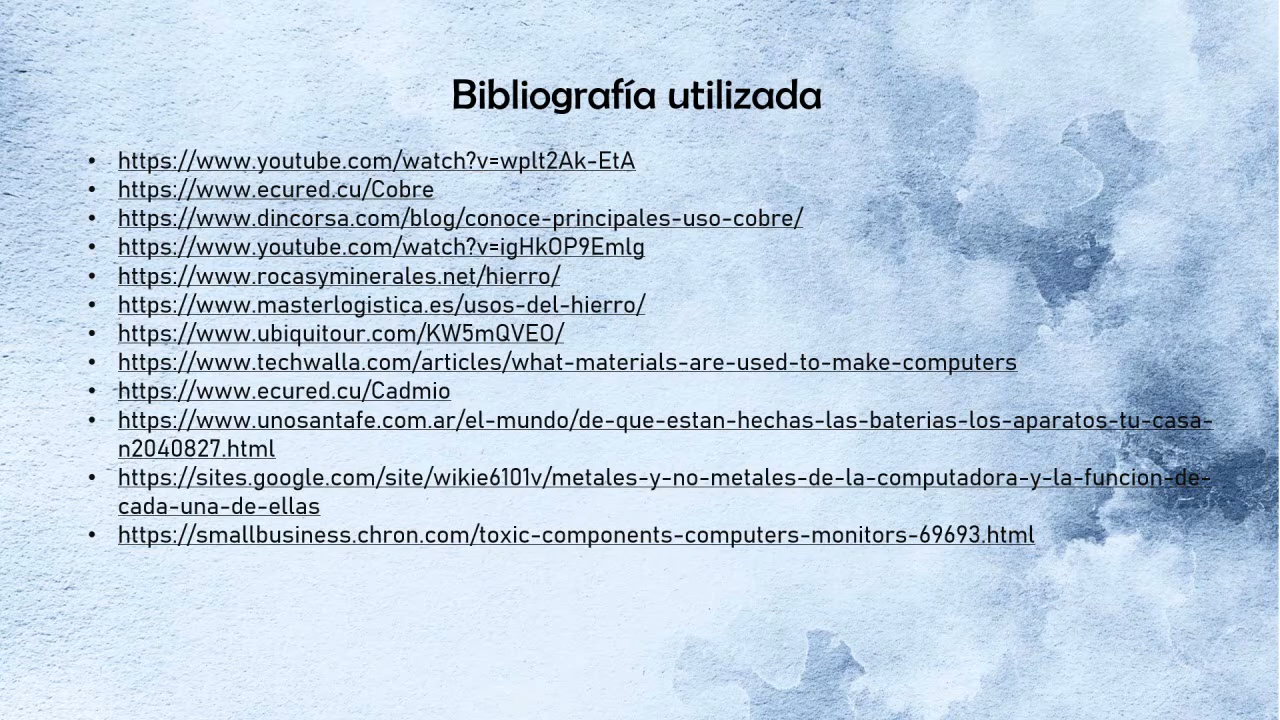 Bibliografía utilizada
• https://www.youtube.com/watch?v=wplt2Ak-EtA
• https://www.ecured.cu/Cobre
• https://www.dincorsa.com/blog/conoce-principales-uso-cobre/
• https://www.youtube.com/watch?v=igHkOP9Emlg
• https://www.rocasyminerales.net/hierro/
• https://www.masterlogistica.es/usos-del-hierro/
• https://www.ubiquitour.com/KW5mQVEO/
• https://www.techwalla.com/articles/what-materials-are-used-to-make-computers
• https://www.ecured.cu/Cadmio
• https://www.unosantafe.com.ar/el-mundo/de-que-estan-hechas-las-baterias-los-aparatos-tu-casa-
n2040827.html
• https://sites.google.com/site/wikie6101v/metales-y-no-metales-de-la-computadora-y-la-funcion-de-
cada-una-de-ellas
• https://smallbusiness.chron.com/toxic-components-computers-monitors-69693.html